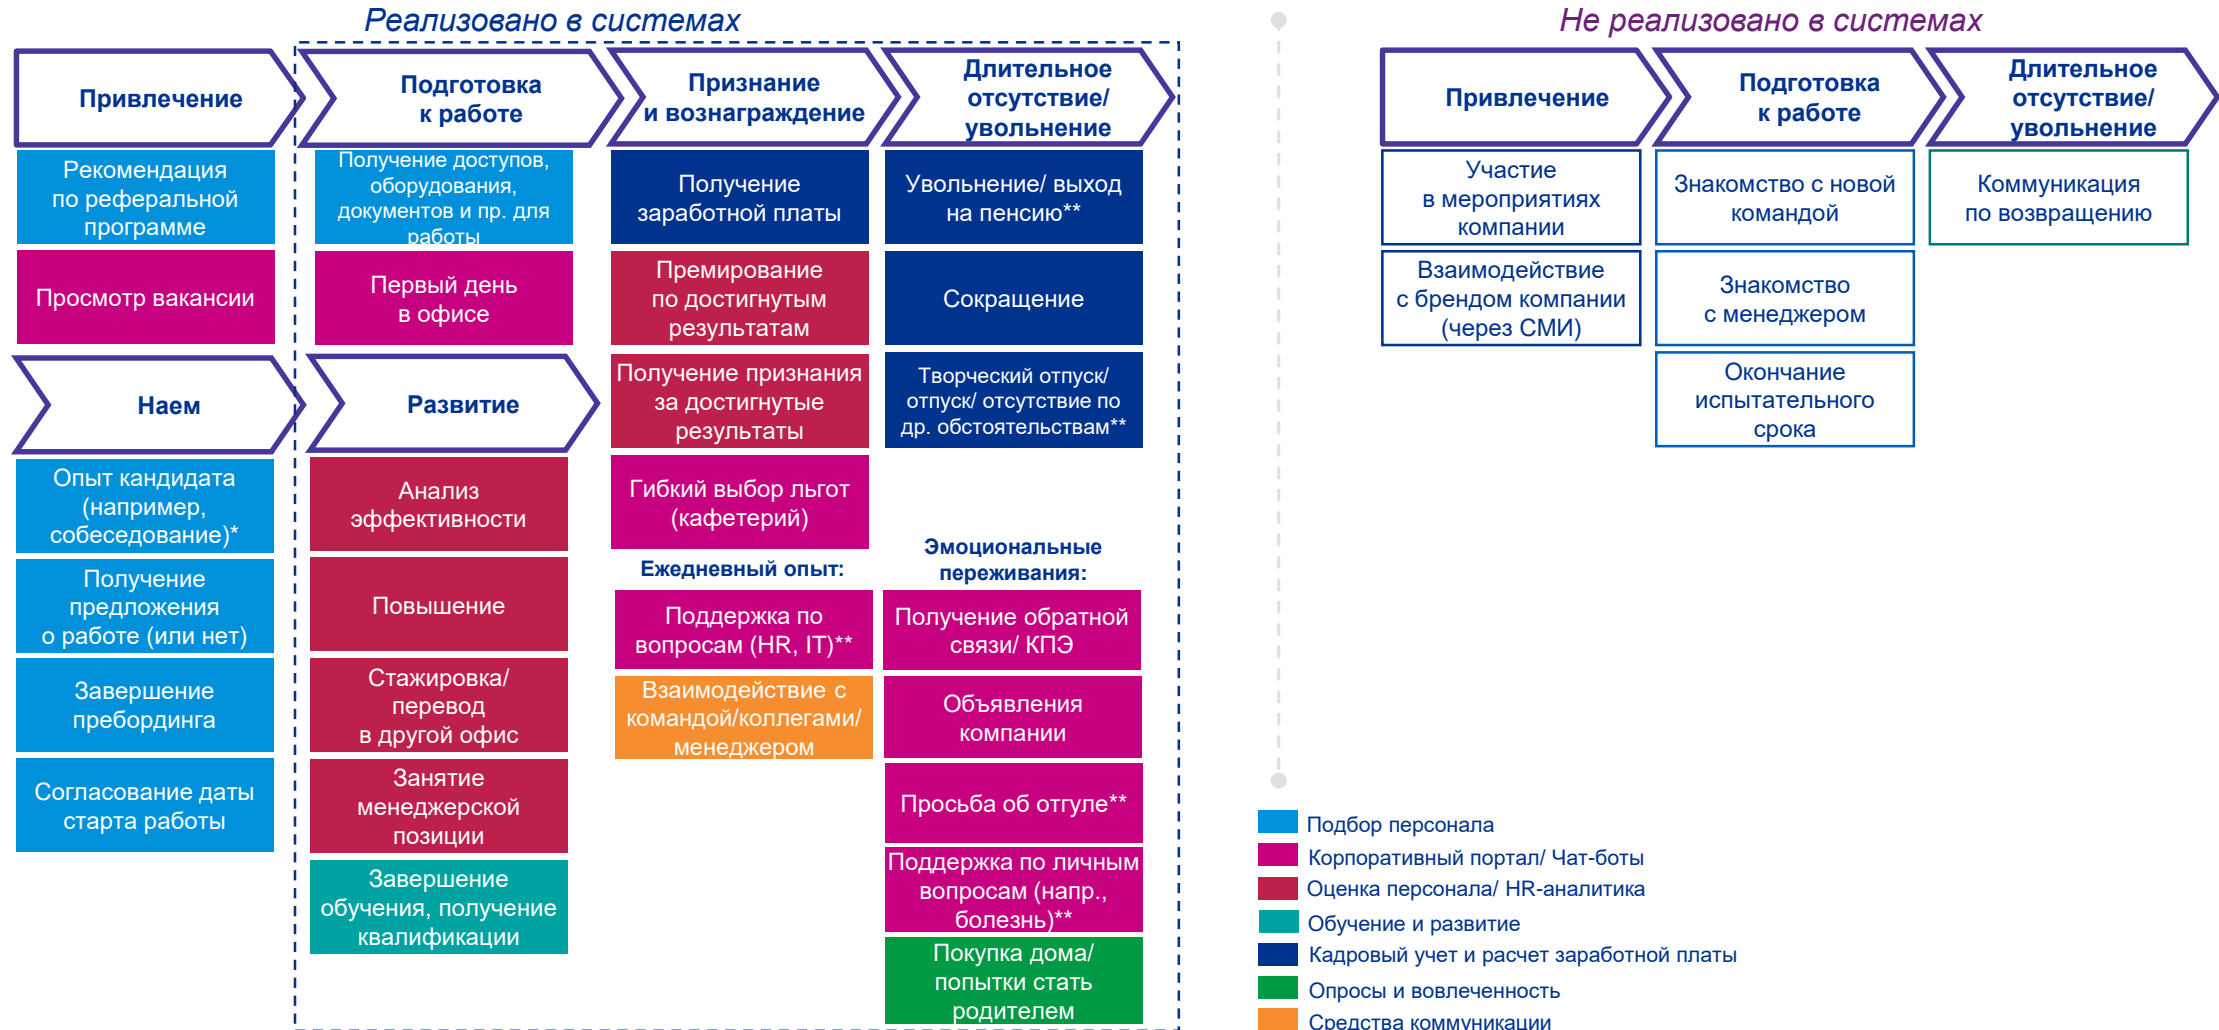 Реализовано в системах
Привлечение
Рекомендация
по реферальной
программе
Просмотр вакансии
Наем
Опыт кандидата
(например,
собеседование)*
Получение
предложения
о работе (или нет)
Завершение
пребординга
Согласование даты
старта работы
Подготовка
к работе
Получение доступов,
оборудования,
документов и пр. для
работы
Первый день
в офисе
Развитие
Анализ
эффективности
Повышение
Стажировка/
перевод
в другой офис
Занятие
менеджерской
позиции
Завершение
обучения, получение
квалификации
Признание
и вознаграждение
Получение
заработной платы
Премирование
по достигнутым
результатам
Получение признания
за достигнутые
результаты
Гибкий выбор льгот
(кафетерий)
Ежедневный опыт:
Поддержка по
вопросам (HR, IT)**
Взаимодействие с
командой/коллегами/
менеджером
Длительное
отсутствие/
увольнение
Увольнение/ выход
на пенсию**
Сокращение
Творческий отпуск/
отпуск/ отсутствие по
др. обстоятельствам**
Эмоциональные
переживания:
Получение обратной
связи/ КПЭ
Объявления
компании
Просьба об отгуле**
Поддержка по личным
вопросам (напр.,
болезнь)**
Покупка дома/
попытки стать
родителем
Не реализовано в системах
Привлечение
Участие
в мероприятиях
компании
Взаимодействие
с брендом компании
(через СМИ)
Подготовка
к работе
Знакомство с новой
командой
Знакомство
с менеджером
Окончание
испытательного
срока
Длительное
отсутствие/
увольнение
Коммуникация
по возвращению
Подбор персонала
Корпоративный портал/ Чат-боты
Оценка персонала/ HR-аналитика
Обучение и развитие
Кадровый учет и расчет заработной платы
Опросы и вовлеченность
Средства коммуникации